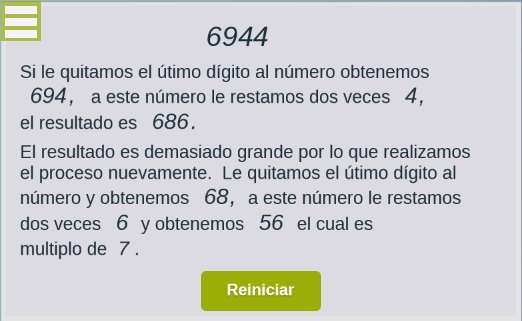 6944
Si le quitamos el útimo dígito al número obtenemos
694, a este número le restamos dos veces 4,
el resultado es 686.
El resultado es demasiado grande por lo que realizamos
el proceso nuevamente. Le quitamos el útimo dígito al
número y obtenemos 68, a este número le restamos
dos veces 6 y obtenemos 56 el cual es
multiplo de 7.
Reiniciar